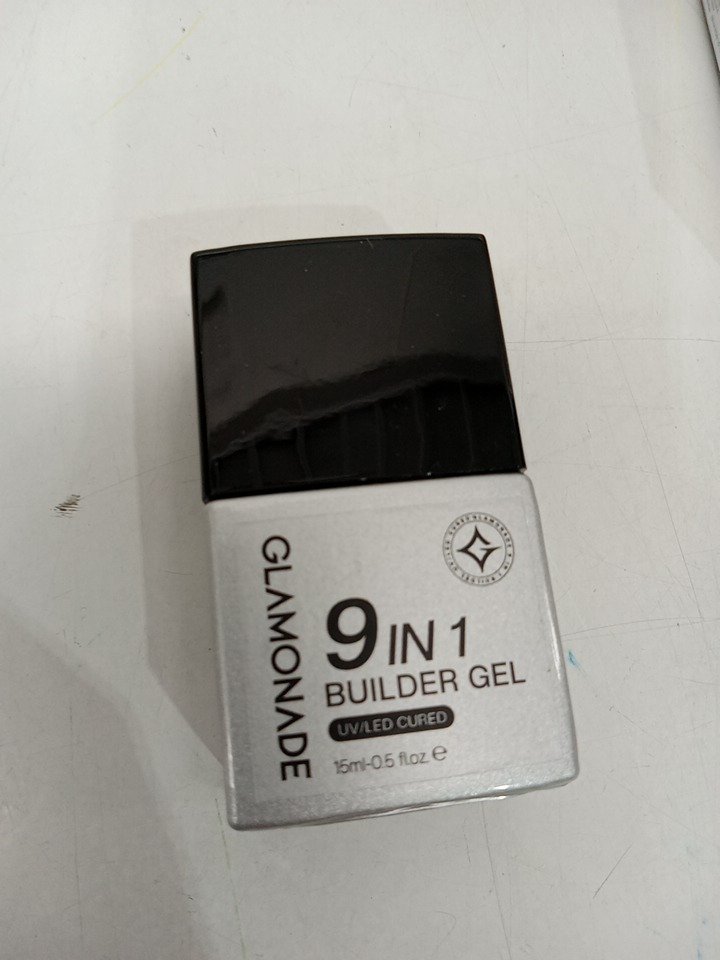 GLAMONADE
9 IN 1
BUILDER GEL
UV/LED CURED
15ml-0.5 fl.oz. e